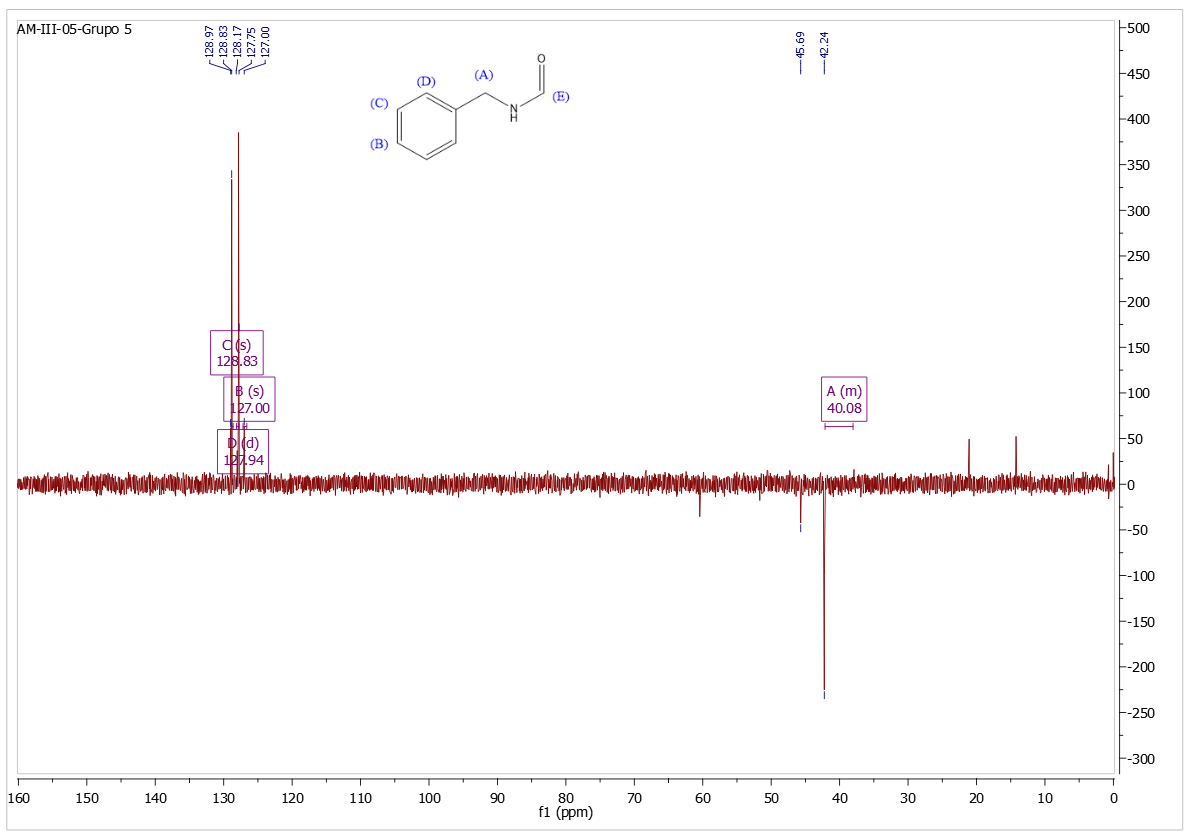 AM-III-05-Grupo 5
128.97
128.83
128.17
127.75
127.00
45.69
42.24
O
(A)
(D)
(C)
(E)
N
H
(B)
C (s)
128.83
B (s)
127.00
D (d)
127.94
A (m)
40.08
500
450
400
350
300
250
200
150
100
50
0
-50
-100
-150
-200
-250
-300
160 150 140 130 120 110 100 90 80 70 60 50 40 30 20 10 0
f1 (ppm)